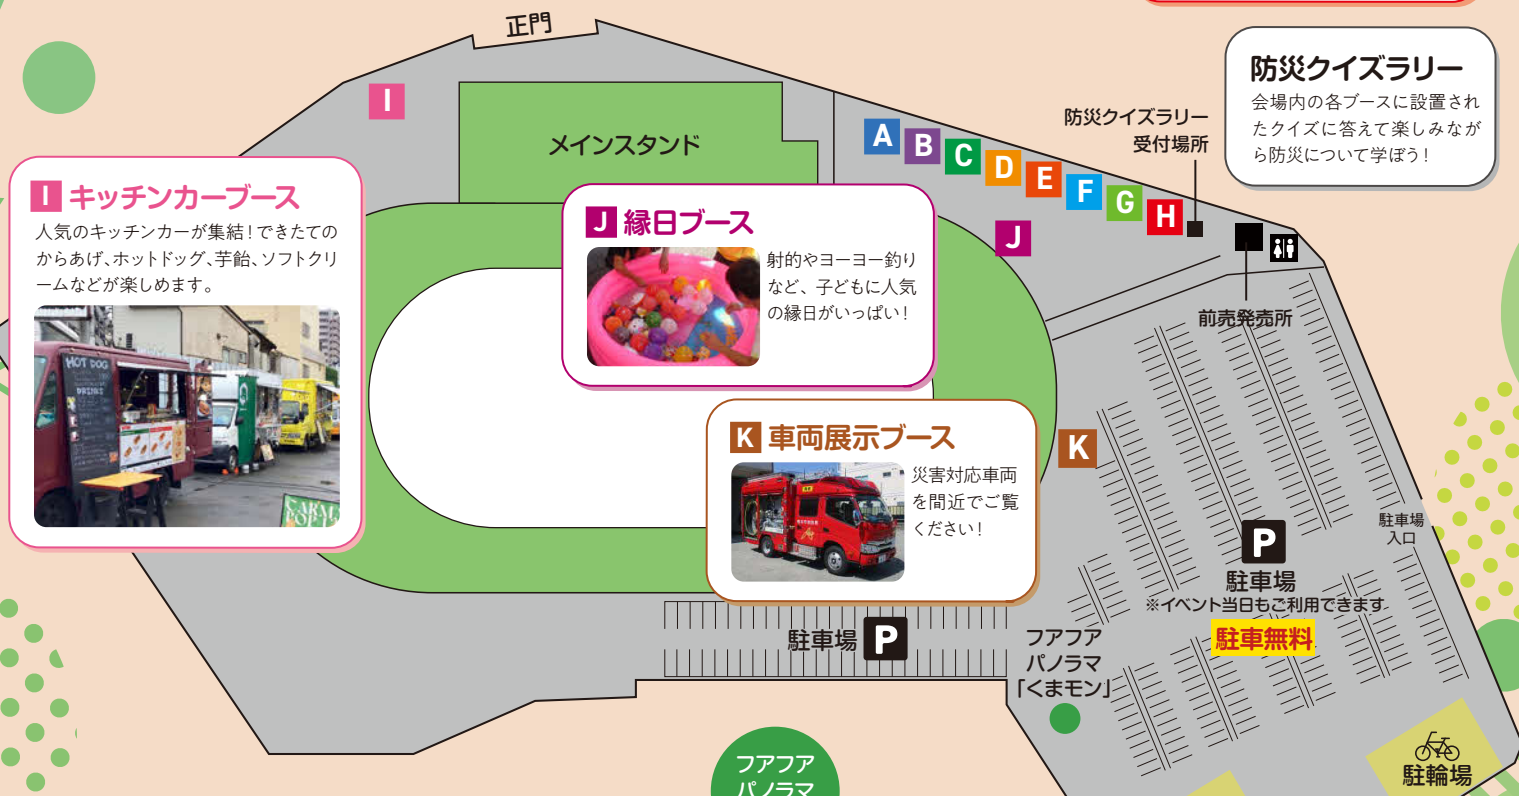 正門
I
メインスタンド
A
B
C
D
E
F
G
H
J
防災クイズラリー
受付場所
防災クイズラリー
会場内の各ブースに設置され
たクイズに答えて楽しみなが
ら防災について学ぼう!
前売発売所
I キッチンカーブース
人気のキッチンカーが集結!できたての
からあげ、ホットドッグ、芋飴、ソフトクリ
ームなどが楽しめます。
HOT DOG
DRINKS
J 縁日ブース
射的やヨーヨー釣り
など、子どもに人気
の縁日がいっぱい!
K 車両展示ブース
災害対応車両
を間近でご覧
ください!
K
駐車場
入口
P
駐車場
※イベント当日もご利用できます
駐車無料
駐車場 P
フアフア
パノラマ
「くまモン」
フアフア
パノラマ
駐輪場